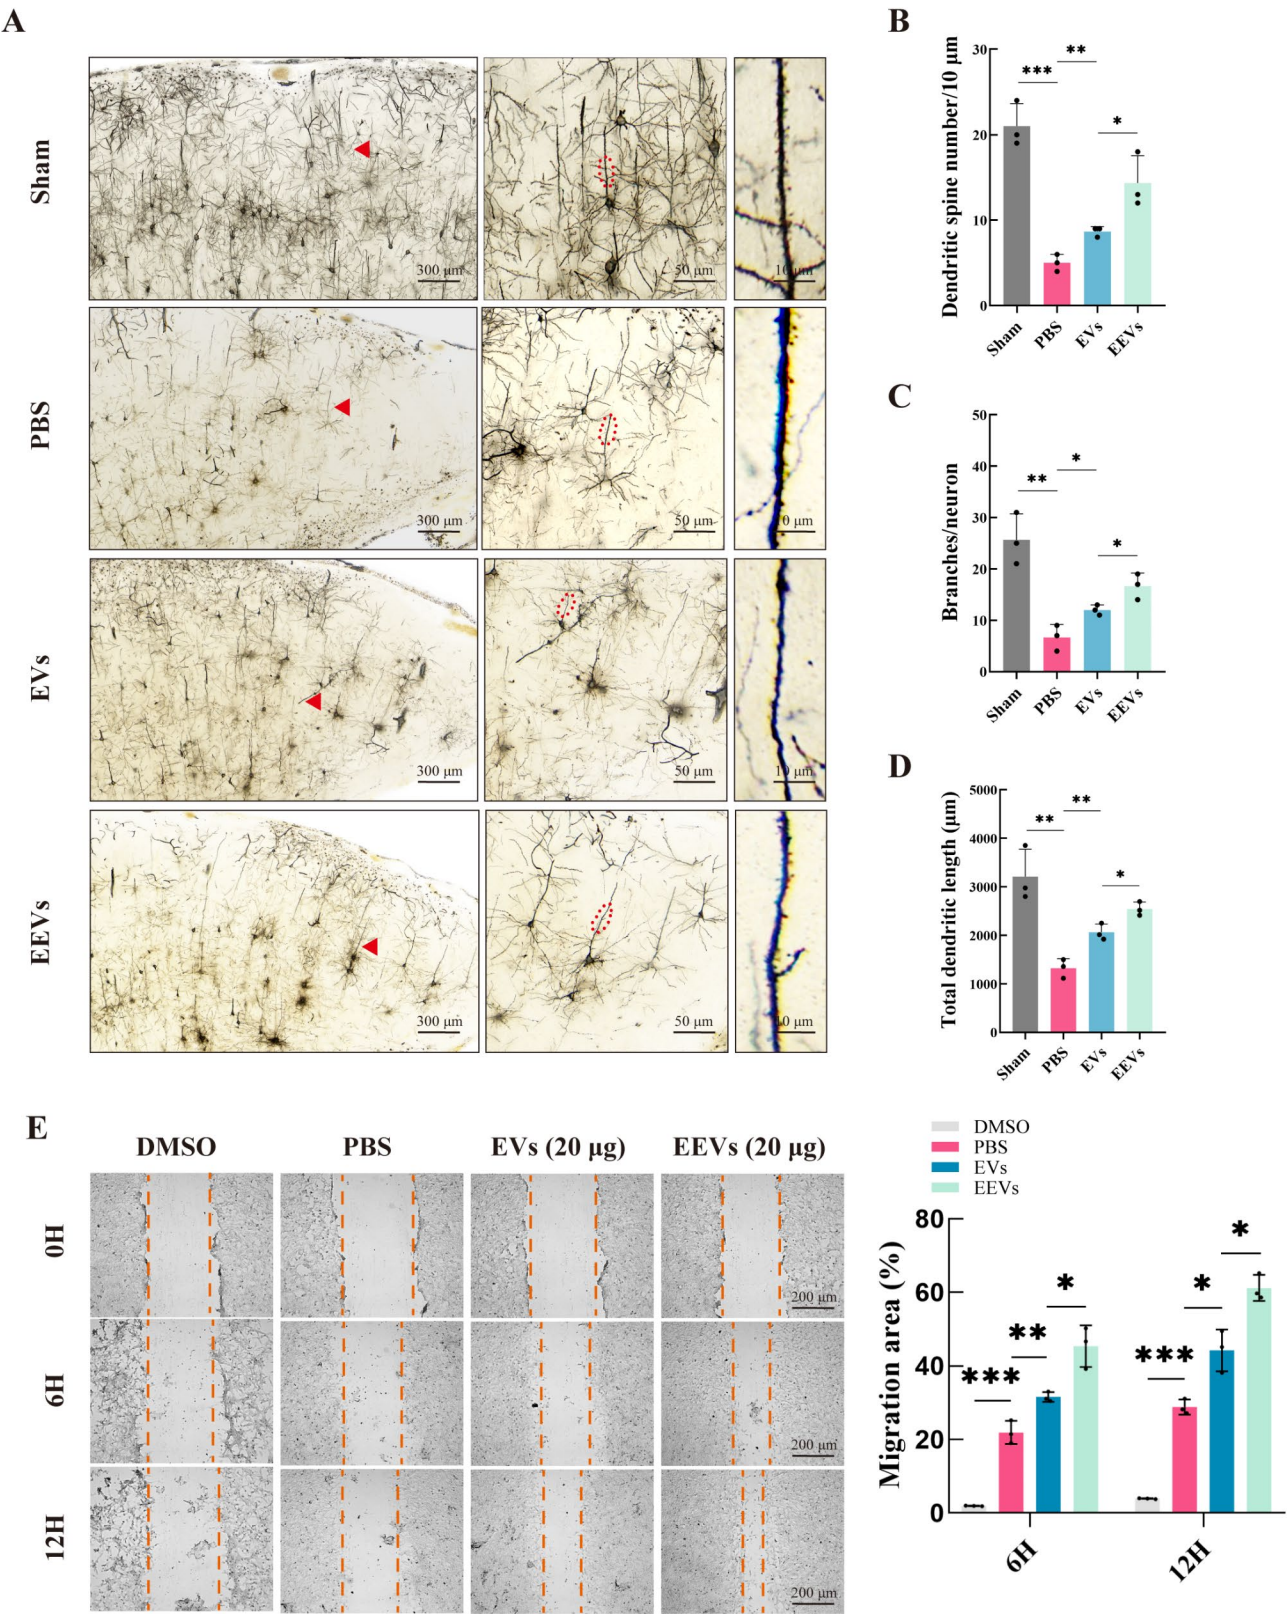 A
Sham
300 µm
50 µm
10 µm
PBS
300 µm
50 µm
0 µm
EVs
300 µm
50 µm
10 µm
EEVs
300 µm
50 µm
10 µm
B
Dendritic spine number/10 µm
30
20
10
0
***
**
*
Sham
PBS
EVs
EEVs
C
Branches/neuron
50
40
30
20
10
0
**
*
*
Sham
PBS
EVs
EEVs
D
Total dendritic length (µm)
5000
4000
3000
2000
1000
0
**
**
*
Sham
PBS
EVs
EEVs
E
DMSO
PBS
EVs (20 µg)
EEVs (20 µg)
0H
200 µm
6H
200 µm
12H
200 µm
DMSO
PBS
EVs
EEVs
Migration area (%)
80
60
40
20
0
***
**
*
***
*
*
6H
12H